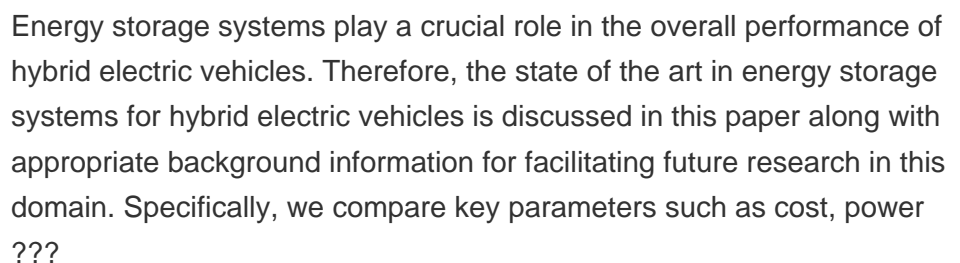 Energy storage systems play a crucial role in the overall performance of
hybrid electric vehicles. Therefore, the state of the art in energy storage
systems for hybrid electric vehicles is discussed in this paper along with
appropriate background information for facilitating future research in this
domain. Specifically, we compare key parameters such as cost, power
???